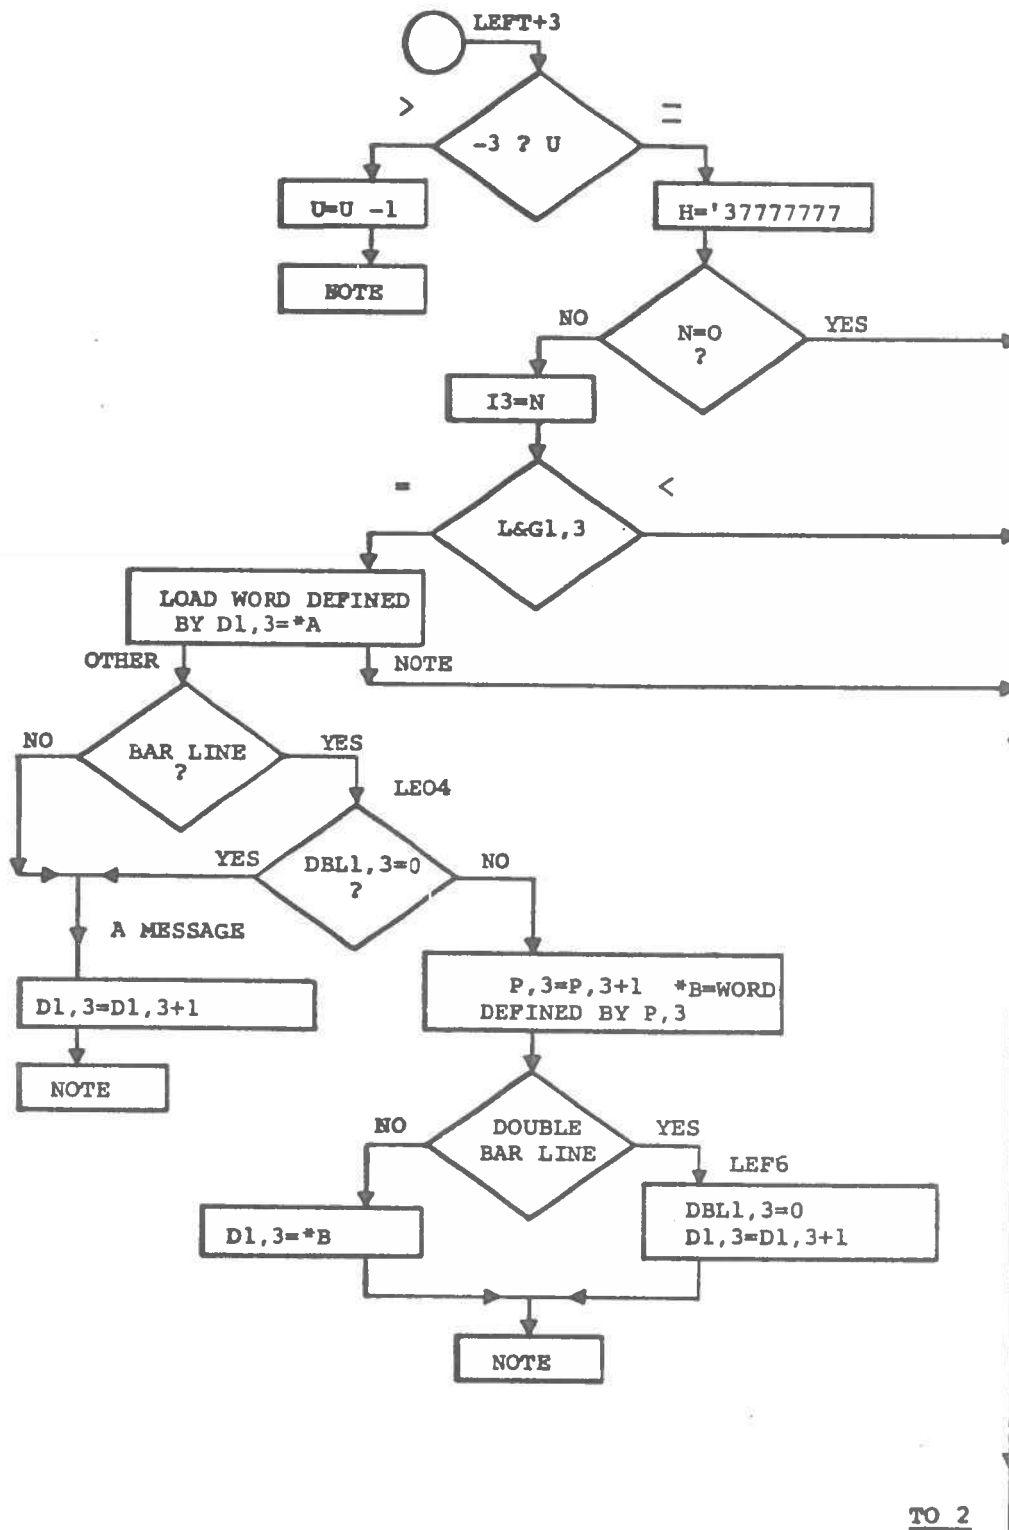 LEFT+3
>
=
-3 ? U
U=U -1
H='37777777
NOTE
NO
N=0
?
YES
I3=N
=
<
L&G1,3
LOAD WORD DEFINED
BY D1,3=*A
OTHER
NOTE
NO
BAR LINE
?
YES
LEO4
YES
DBL1,3=0
?
NO
A MESSAGE
D1,3=D1,3+1
P,3=P,3+1 *B=WORD
DEFINED BY P,3
NOTE
NO
DOUBLE
BAR LINE
YES
LEF6
D1,3=*B
DBL1,3=0
D1,3=D1,3+1
NOTE
TO 2